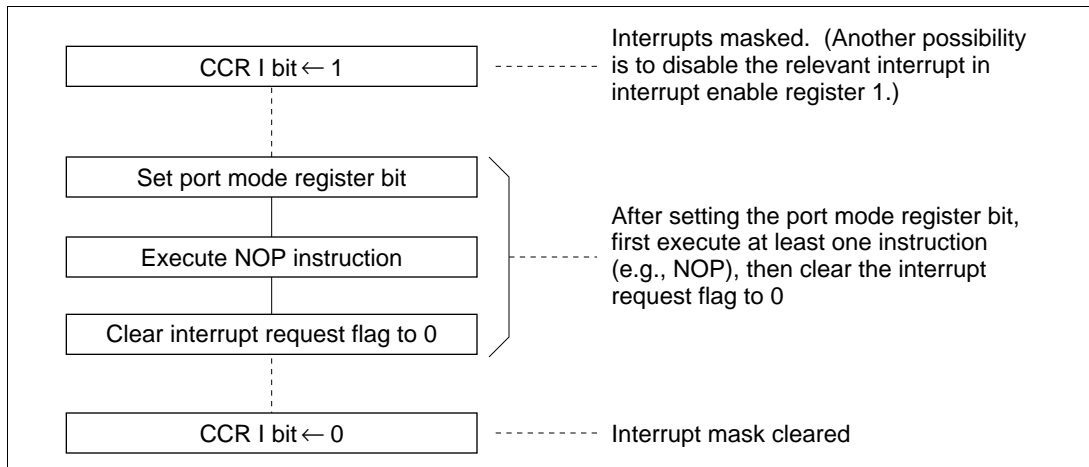 CCR I bit ← 1
Interrupts masked. (Another possibility
is to disable the relevant interrupt in
interrupt enable register 1.)
Set port mode register bit
Execute NOP instruction
Clear interrupt request flag to 0
After setting the port mode register bit,
first execute at least one instruction
(e.g., NOP), then clear the interrupt
request flag to 0
CCR I bit ← 0
Interrupt mask cleared